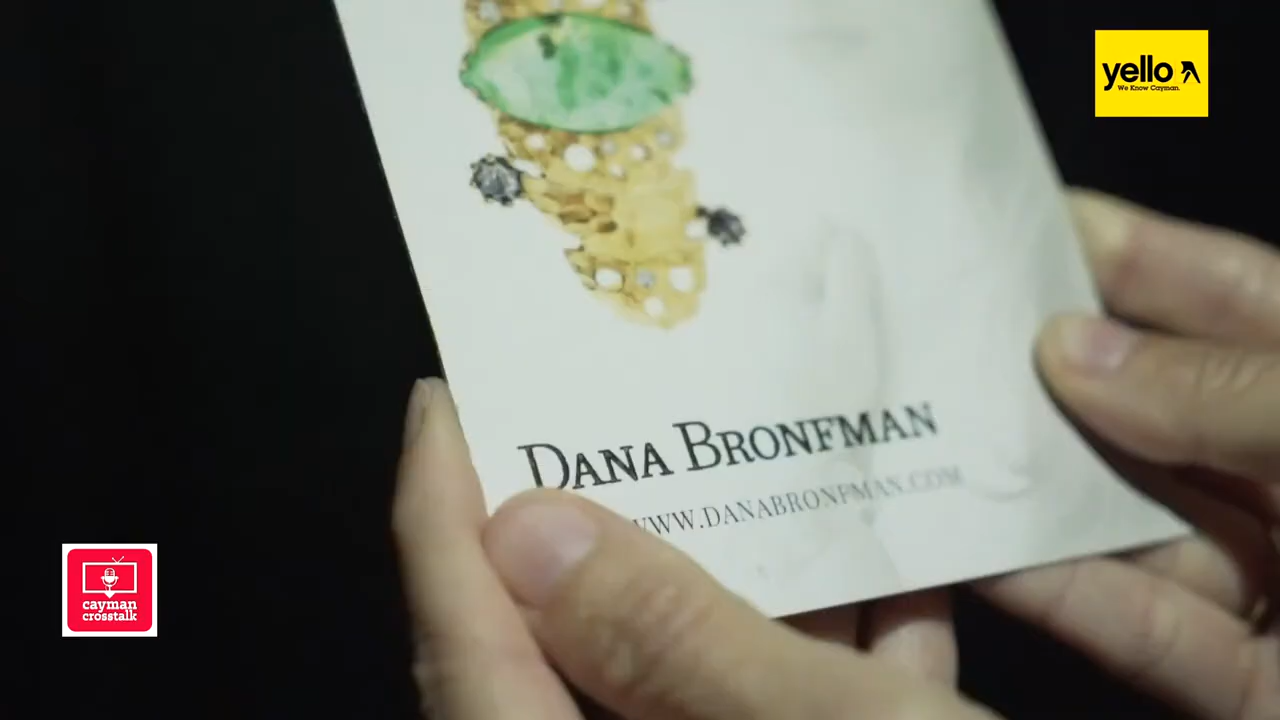 yello
We Know Cayman.
DANA BRONFMAN
WWW.DANABRONFMAN.COM
cayman
crosstalk